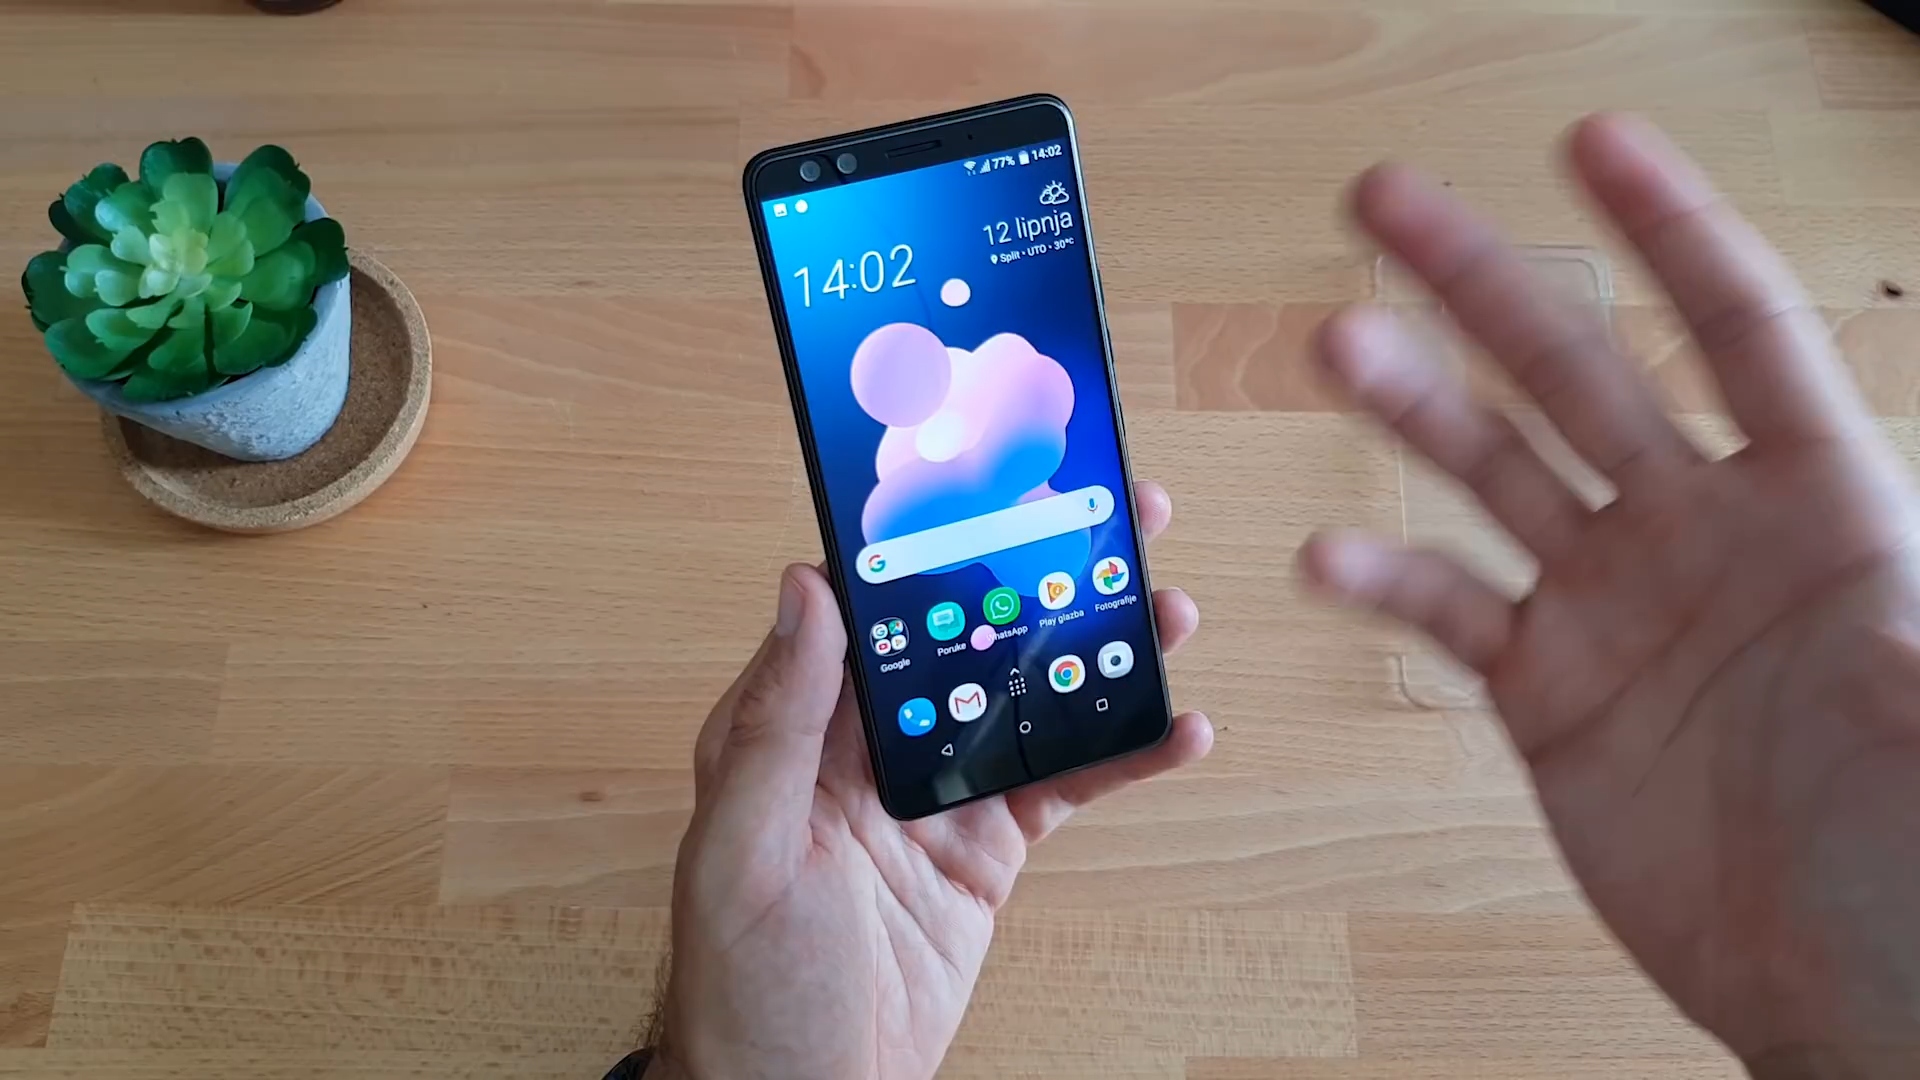 77% 14:02
14:02
12 lipnja
Split • UTO • 30°C
Google
Poruke
WhatsApp
Play glazba
Fotografije